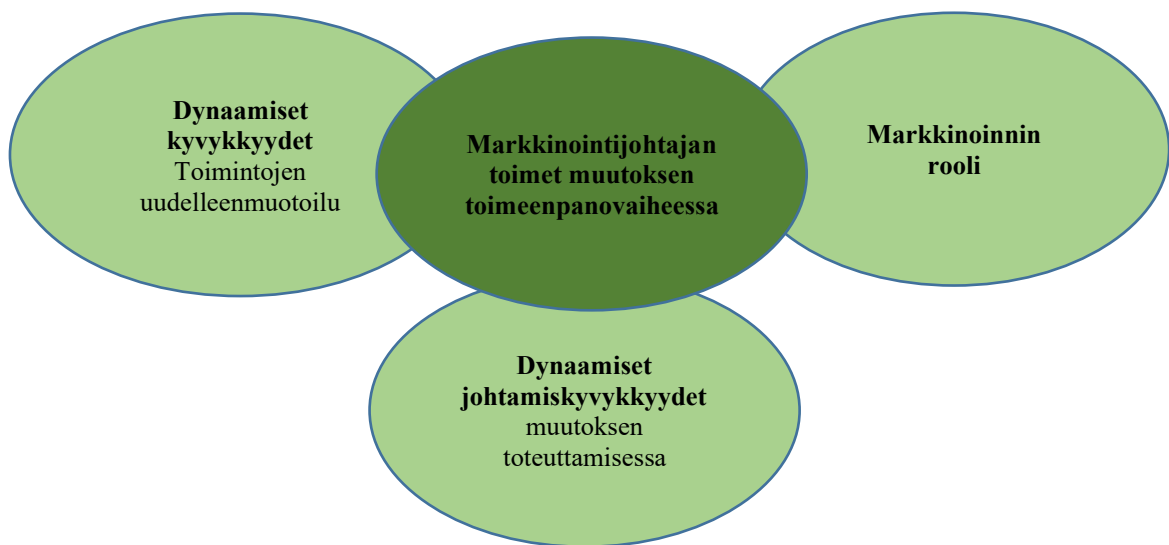 Dynaamiset
kyvykkyydet
Toimintojen
uudelleenmuotoilu
Markkinointijohtajan
toimet muutoksen
toimeenpanovaiheessa
Markkinoinnin
rooli
Dynaamiset
johtamiskyvykkyydet
muutoksen
toteuttamisessa